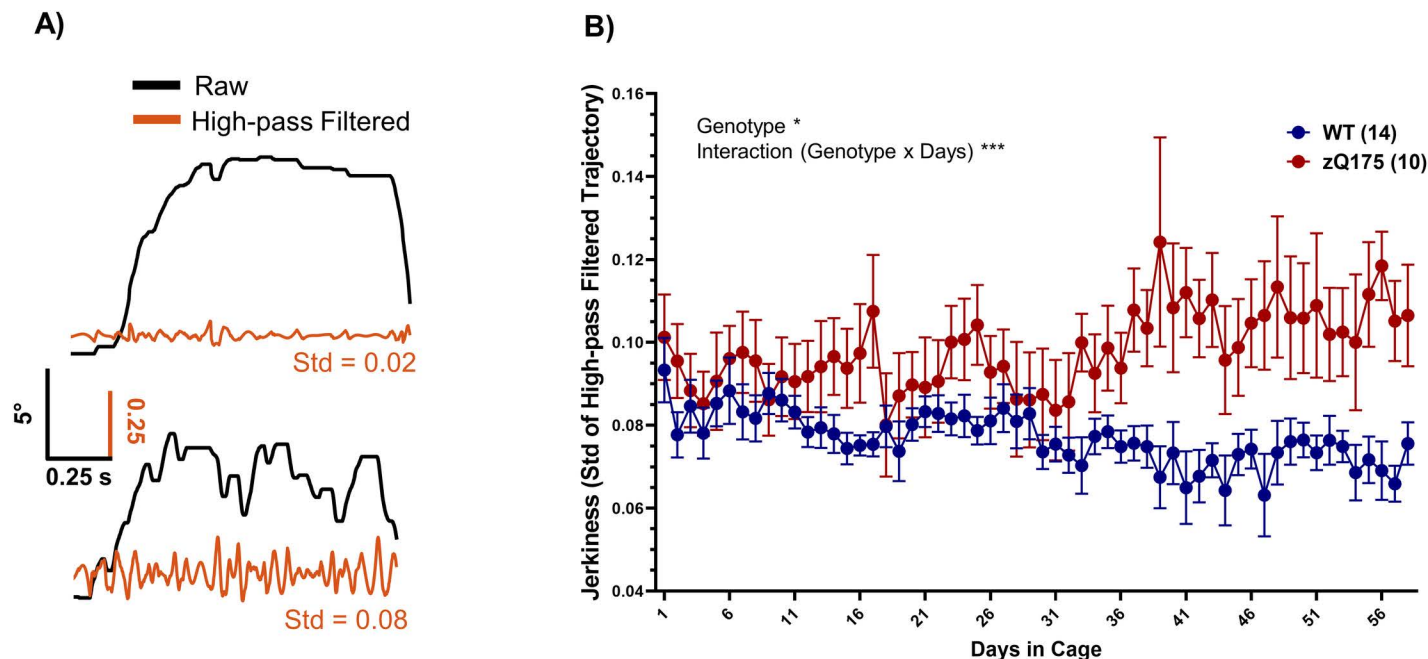 A)
Raw
High-pass Filtered
Std = 0.02
5°
0.25
0.25 s
Std = 0.08
B)
Jerkiness (Std of High-pass Filtered Trajectory)
0.16
0.14
0.12
0.10
0.08
0.06
0.04
Genotype *
Interaction (Genotype x Days) ***
WT (14)
zQ175 (10)
1
6
11
16
21
26
31
36
41
46
51
56
Days in Cage